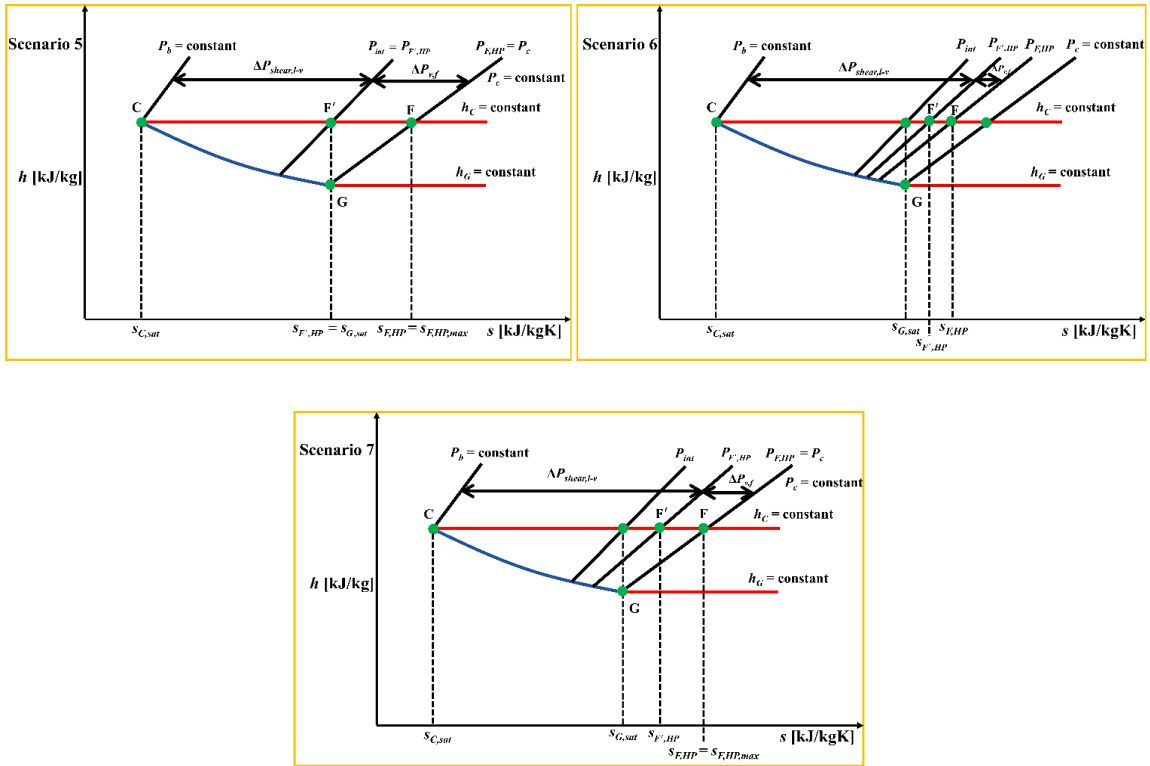 Scenario 5
P_b = constant
P_int = P_F′,HP
P_F,HP = P_c
ΔP_shear,l-v
ΔP_v,f
P_c = constant
C
F′
F
h_C = constant
h [kJ/kg]
h_G = constant
G
s_C,sat
s_F′,HP = s_G,sat
s_F,HP = s_F,HP,max
s [kJ/kgK]
Scenario 6
P_b = constant
P_int
P_F′,HP
P_F,HP
P_c = constant
ΔP_shear,l-v
ΔP_v,f
C
F′
F
h_C = constant
h [kJ/kg]
h_G = constant
G
s_C,sat
s_G,sat
s_F,HP
s_F′,HP
s [kJ/kgK]
Scenario 7
P_b = constant
P_int
P_F′,HP
P_F,HP = P_c
ΔP_shear,l-v
ΔP_v,f
P_c = constant
C
F′
F
h_C = constant
h [kJ/kg]
h_G = constant
G
s_C,sat
s_G,sat
s_F′,HP
s [kJ/kgK]
s_F,HP = s_F,HP,max